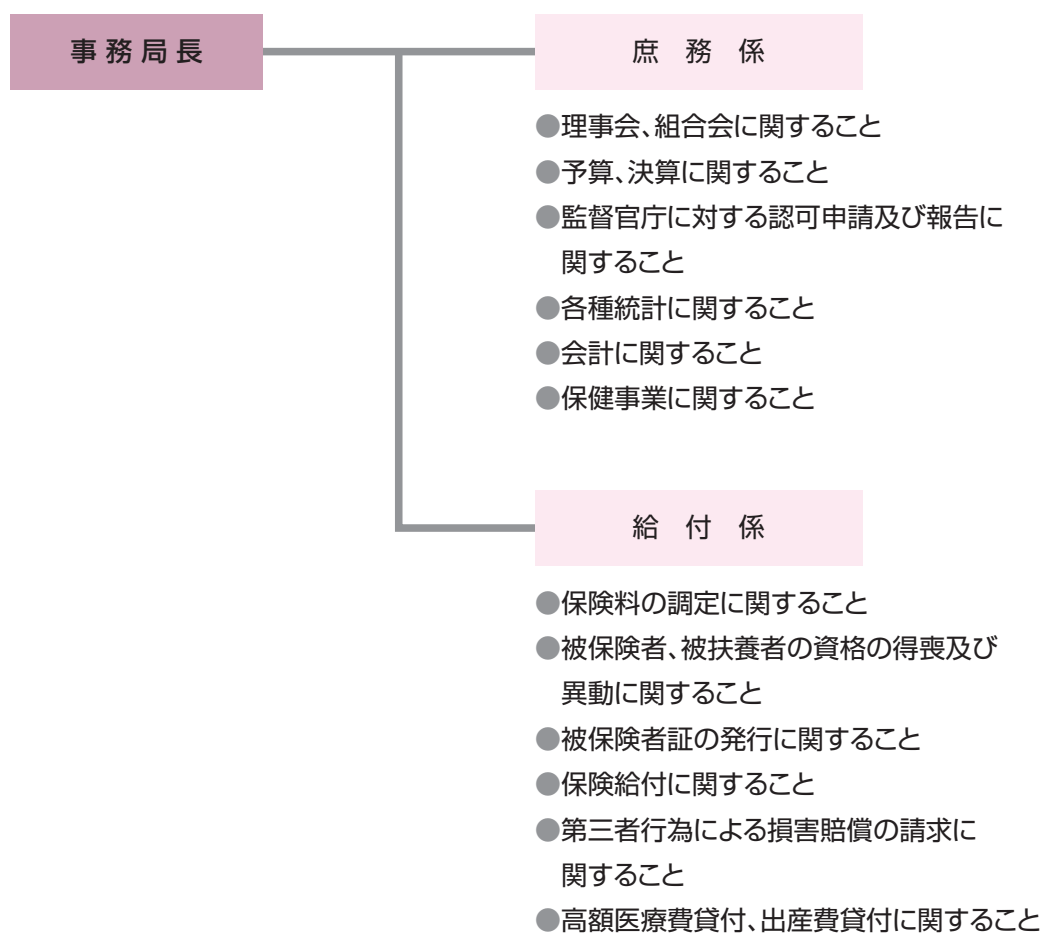 事務局長
庶務係
●理事会、組合会に関すること
●予算、決算に関すること
●監督官庁に対する認可申請及び報告に
関すること
●各種統計に関すること
●会計に関すること
●保健事業に関すること
給付係
●保険料の調定に関すること
●被保険者、被扶養者の資格の得喪及び
異動に関すること
●被保険者証の発行に関すること
●保険給付に関すること
●第三者行為による損害賠償の請求に
関すること
●高額医療費貸付、出産費貸付に関すること